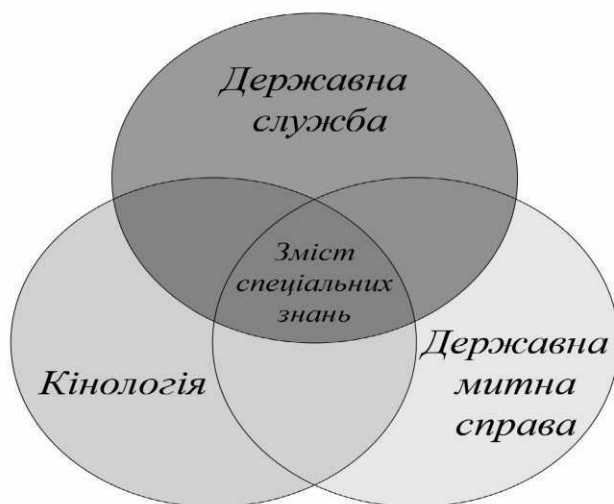 Державна
служба
Зміст
спеціальних
знань
Кінологія
Державна
митна
справа